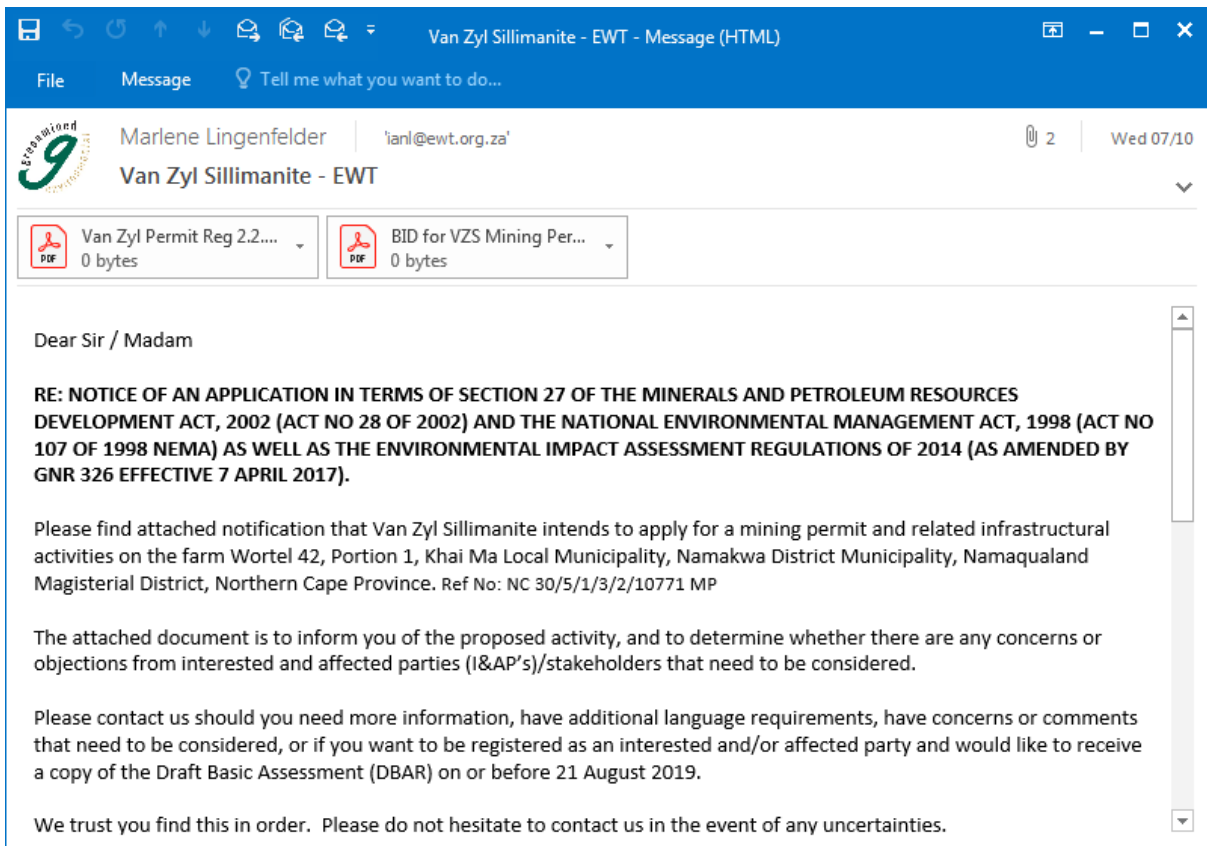 Van Zyl Sillimanite - EWT - Message (HTML)
File Message Tell me what you want to do...
Marlene Lingenfelder 'ianl@ewt.org.za' 2 Wed 07/10
Van Zyl Sillimanite - EWT
Van Zyl Permit Reg 2.2.... BID for VZS Mining Per...
PDF 0 bytes PDF 0 bytes
Dear Sir / Madam
RE: NOTICE OF AN APPLICATION IN TERMS OF SECTION 27 OF THE MINERALS AND PETROLEUM RESOURCES
DEVELOPMENT ACT, 2002 (ACT NO 28 OF 2002) AND THE NATIONAL ENVIRONMENTAL MANAGEMENT ACT, 1998 (ACT NO
107 OF 1998 NEMA) AS WELL AS THE ENVIRONMENTAL IMPACT ASSESSMENT REGULATIONS OF 2014 (AS AMENDED BY
GNR 326 EFFECTIVE 7 APRIL 2017).
Please find attached notification that Van Zyl Sillimanite intends to apply for a mining permit and related infrastructural
activities on the farm Wortel 42, Portion 1, Khai Ma Local Municipality, Namakwa District Municipality, Namaqualand
Magisterial District, Northern Cape Province. Ref No: NC 30/5/1/3/2/10771 MP
The attached document is to inform you of the proposed activity, and to determine whether there are any concerns or
objections from interested and affected parties (I&AP's)/stakeholders that need to be considered.
Please contact us should you need more information, have additional language requirements, have concerns or comments
that need to be considered, or if you want to be registered as an interested and/or affected party and would like to receive
a copy of the Draft Basic Assessment (DBAR) on or before 21 August 2019.
We trust you find this in order. Please do not hesitate to contact us in the event of any uncertainties.